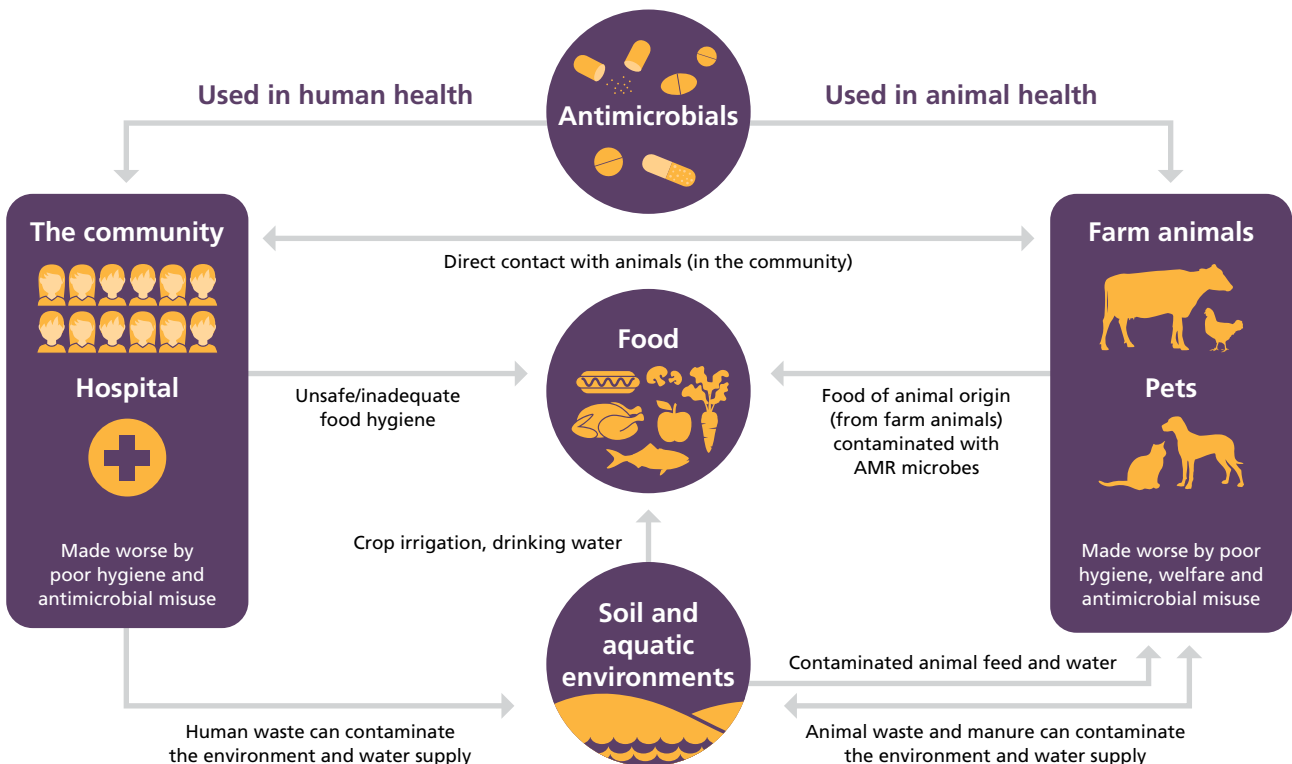 Used in human health
Antimicrobials
Used in animal health
The community
Hospital
Made worse by
poor hygiene and
antimicrobial misuse
Direct contact with animals (in the community)
Farm animals
Pets
Made worse by poor
hygiene, welfare and
antimicrobial misuse
Food
Unsafe/inadequate
food hygiene
Food of animal origin
(from farm animals)
contaminated with
AMR microbes
Crop irrigation, drinking water
Soil and
aquatic
environments
Contaminated animal feed and water
Human waste can contaminate
the environment and water supply
Animal waste and manure can contaminate
the environment and water supply